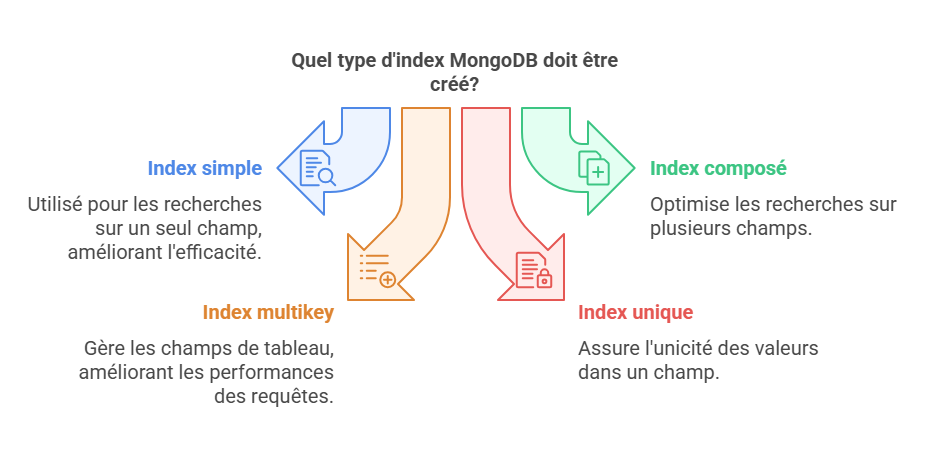 Quel type d'index MongoDB doit être
créé?
Index simple
Utilisé pour les recherches
sur un seul champ,
améliorant l'efficacité.
Index composé
Optimise les recherches sur
plusieurs champs.
Index multikey
Gère les champs de tableau,
améliorant les performances
des requêtes.
Index unique
Assure l'unicité des valeurs
dans un champ.